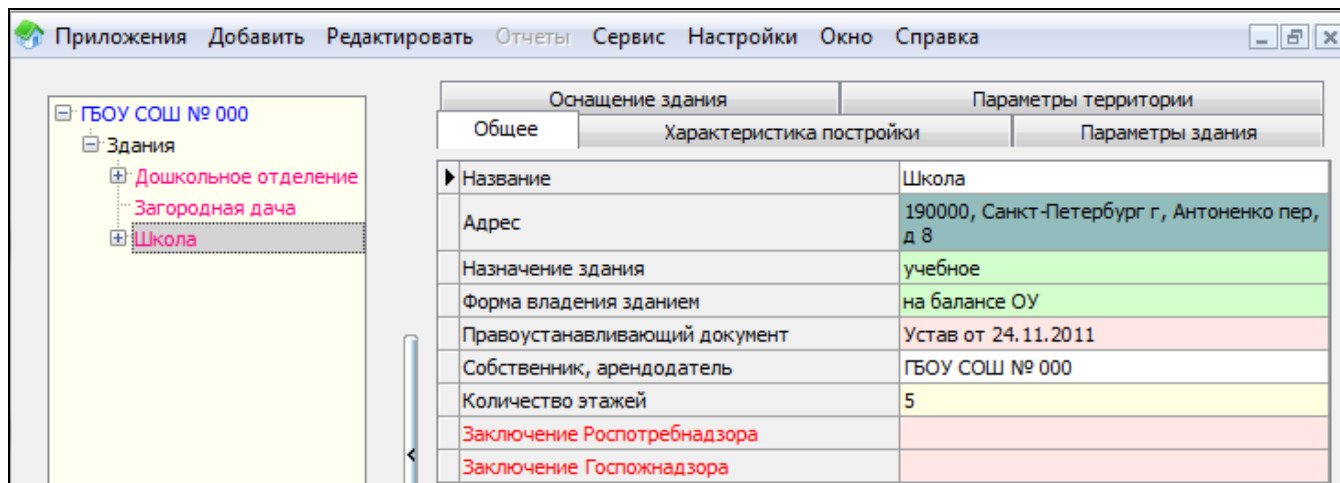 Приложения Добавить Редактировать Отчеты Сервис Настройки Окно Справка
ГБОУ СОШ № 000
Здания
Дошкольное отделение
Загородная дача
Школа
Оснащение здания Параметры территории
Общее Характеристика постройки Параметры здания
Название Школа
Адрес 190000, Санкт-Петербург г, Антоненко пер,
д 8
Назначение здания учебное
Форма владения зданием на балансе ОУ
Правоустанавливающий документ Устав от 24.11.2011
Собственник, арендодатель ГБОУ СОШ № 000
Количество этажей 5
Заключение Роспотребнадзора
Заключение Госпожнадзора